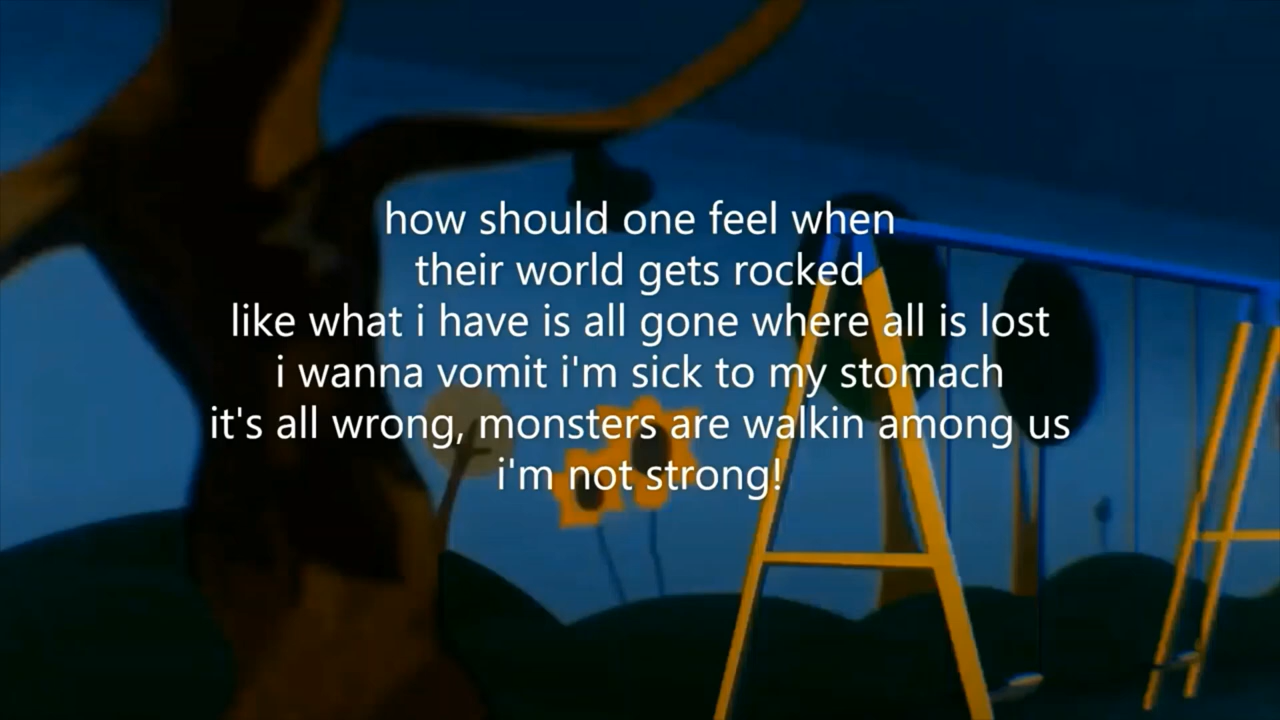 how should one feel when
their world gets rocked
like what i have is all gone where all is lost
i wanna vomit i'm sick to my stomach
it's all wrong, monsters are walkin among us
i'm not strong!